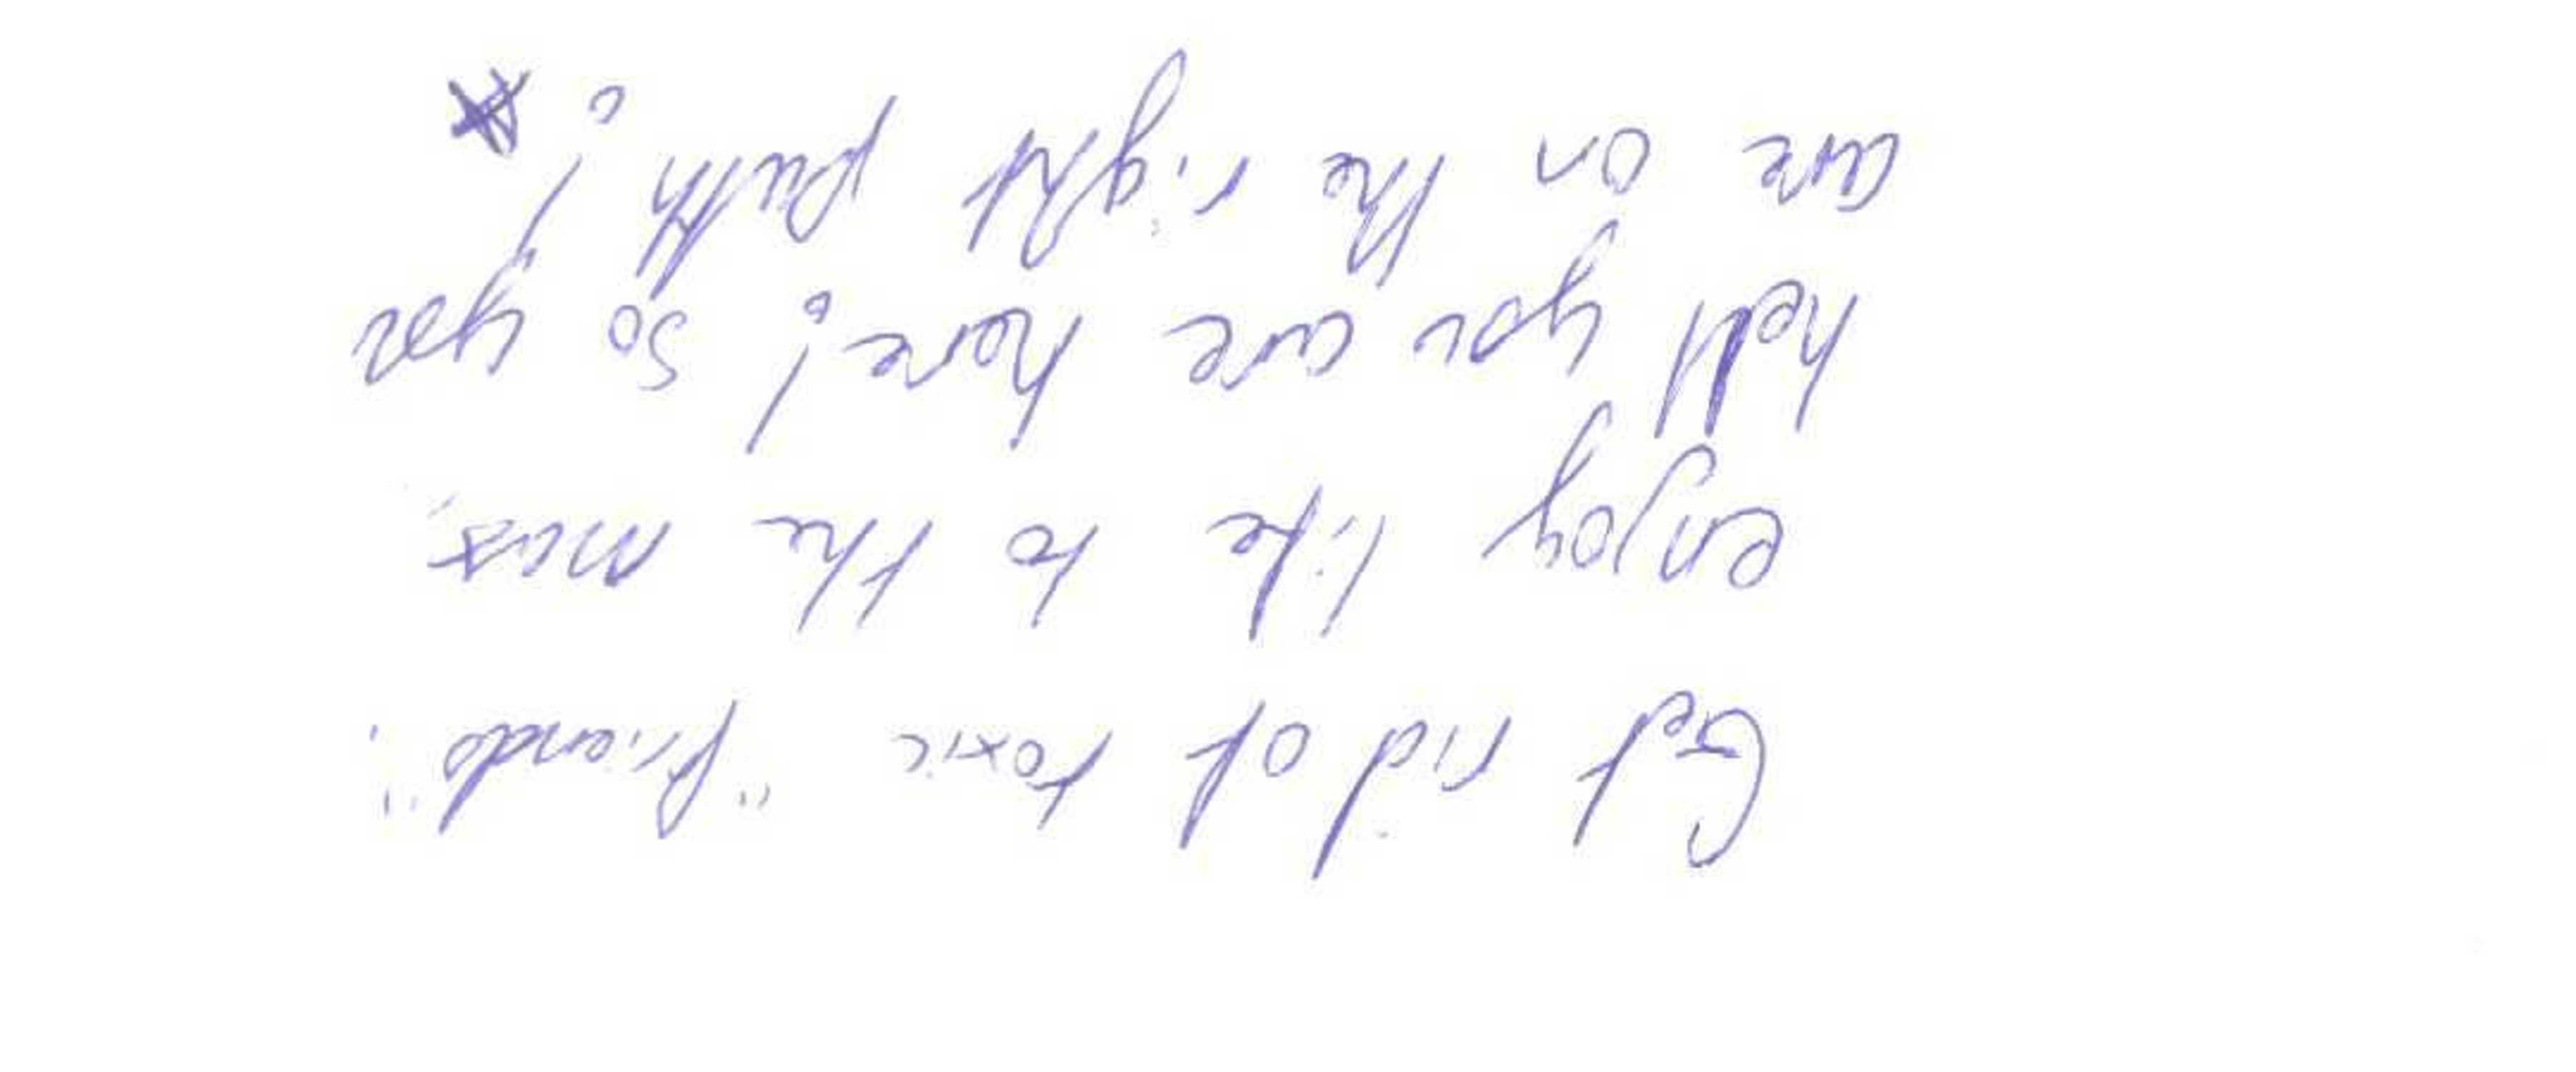 Get rid of toxic "friends",
enjoy life to the max,
hell you are here! So you
are on the right path!